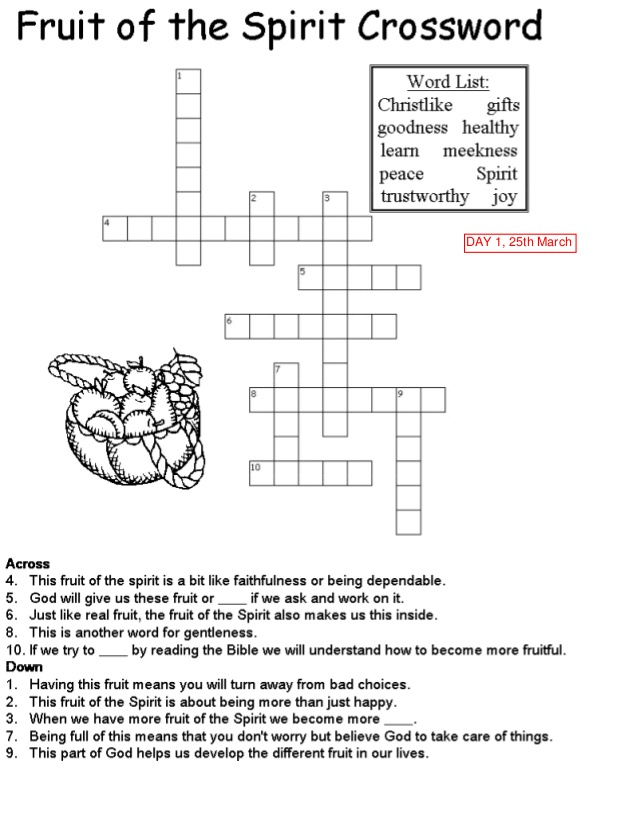 Fruit of the Spirit Crossword
Word List:
Christlike gifts
goodness healthy
learn meekness
peace Spirit
trustworthy joy
DAY 1, 25th March
1
2
3
4
5
6
7
8
9
10
Across
4. This fruit of the spirit is a bit like faithfulness or being dependable.
5. God will give us these fruit or ____ if we ask and work on it.
6. Just like real fruit, the fruit of the Spirit also makes us this inside.
8. This is another word for gentleness.
10. If we try to ____ by reading the Bible we will understand how to become more fruitful.
Down
1. Having this fruit means you will turn away from bad choices.
2. This fruit of the Spirit is about being more than just happy.
3. When we have more fruit of the Spirit we become more ____.
7. Being full of this means that you don't worry but believe God to take care of things.
9. This part of God helps us develop the different fruit in our lives.